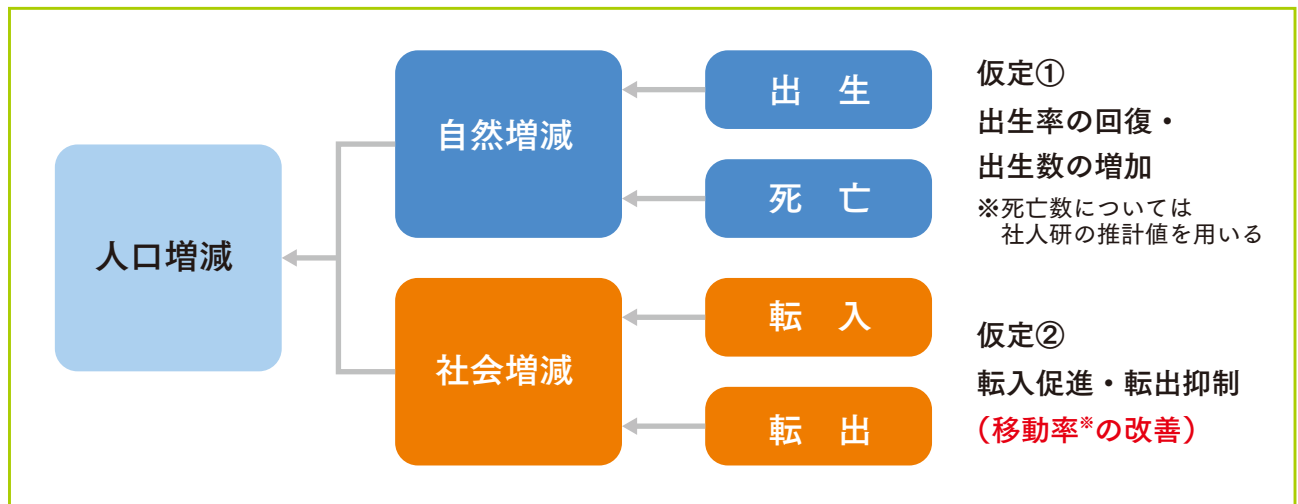 人口増減
自然増減
社会増減
出　生
死　亡
転　入
転　出
仮定①
出生率の回復・
出生数の増加
※死亡数については
社人研の推計値を用いる
仮定②
転入促進・転出抑制
（移動率※の改善）